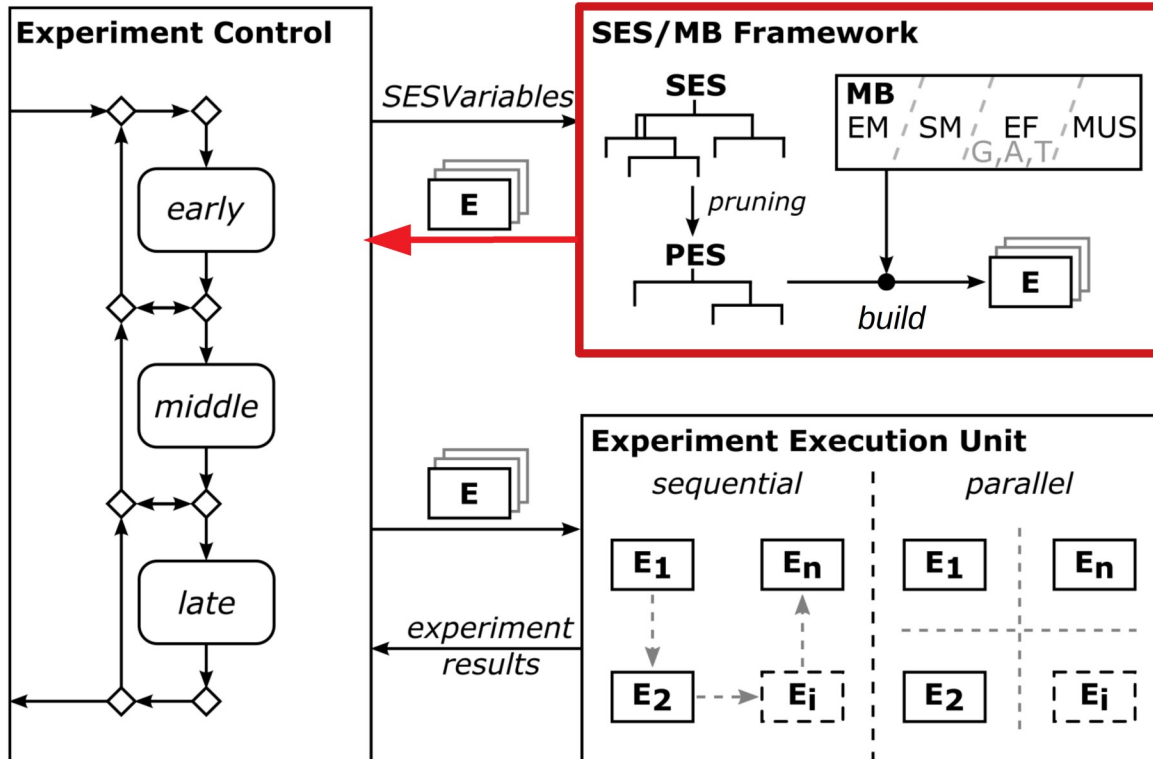 Experiment Control
early
middle
late
SESVariables
E
E
experiment
results
SES/MB Framework
SES
pruning
PES
MB
EM SM EF MUS
G,A,T
build
E
Experiment Execution Unit
sequential parallel
E1 En E1 En
E2 Ei E2 Ei